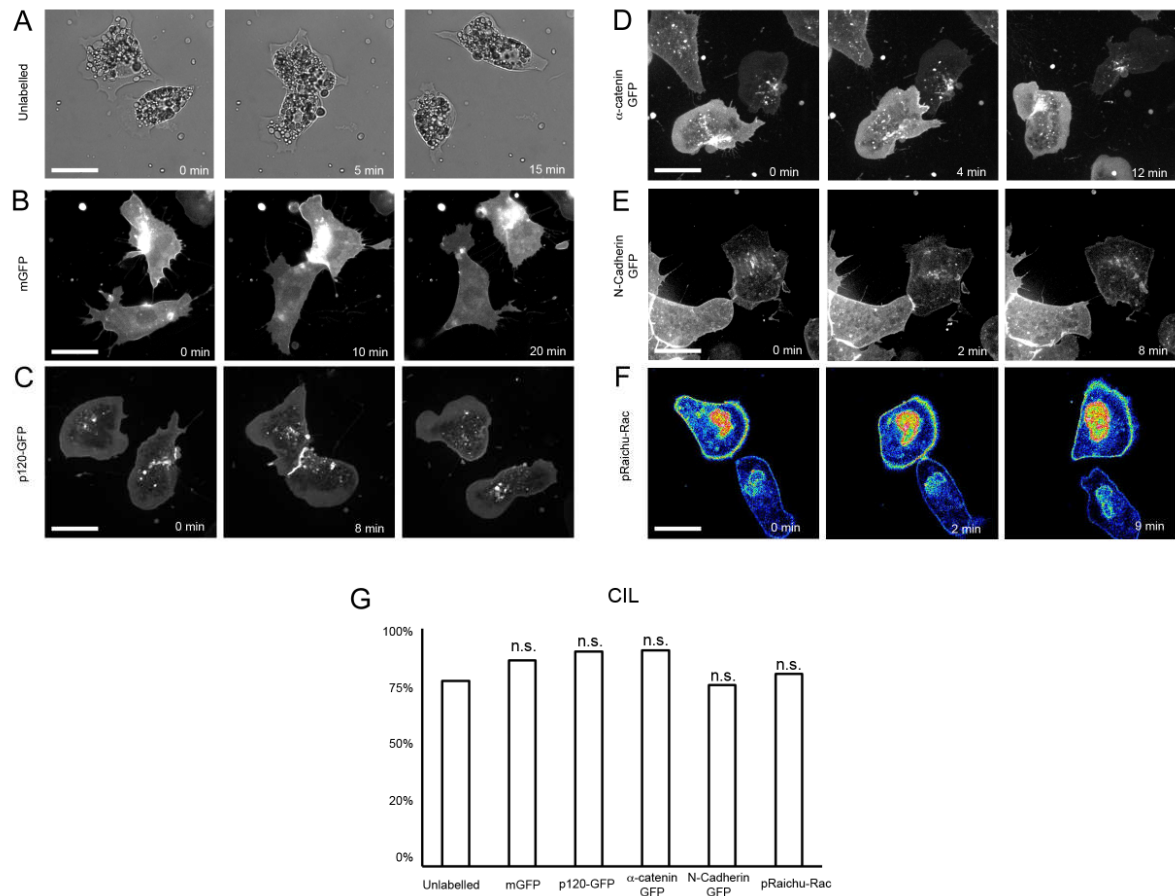 A
Unlabelled
0 min
5 min
15 min
B
mGFP
0 min
10 min
20 min
C
p120-GFP
0 min
8 min
D
α-catenin
GFP
0 min
4 min
12 min
E
N-Cadherin
GFP
0 min
2 min
8 min
F
pRaichu-Rac
0 min
2 min
9 min
G
CIL
100%
75%
50%
20%
0%
n.s.
n.s.
n.s.
n.s.
n.s.
Unlabelled
mGFP
p120-GFP
α-catenin
GFP
N-Cadherin
GFP
pRaichu-Rac